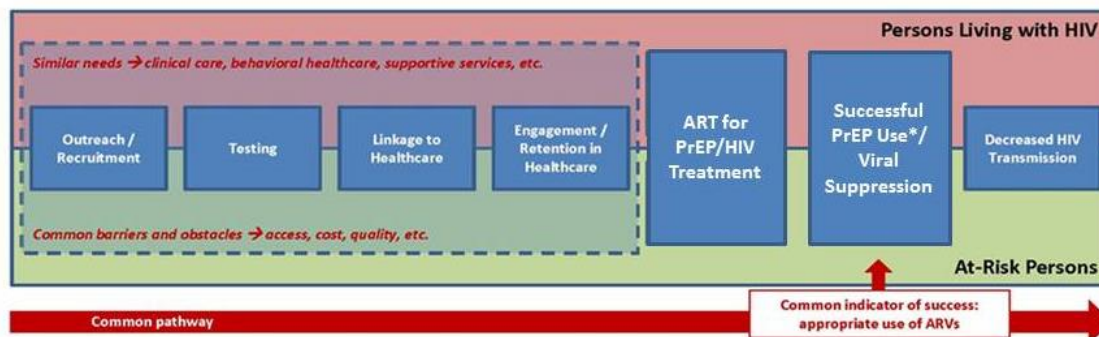 Persons Living with HIV
Similar needs → clinical care, behavioral healthcare, supportive services, etc.
Outreach /
Recruitment
Testing
Linkage to
Healthcare
Engagement /
Retention in
Healthcare
ART for
PrEP/HIV
Treatment
Successful
PrEP Use*/
Viral
Suppression
Decreased HIV
Transmission
Common barriers and obstacles → access, cost, quality, etc.
At-Risk Persons
Common pathway
Common indicator of success:
appropriate use of ARVs